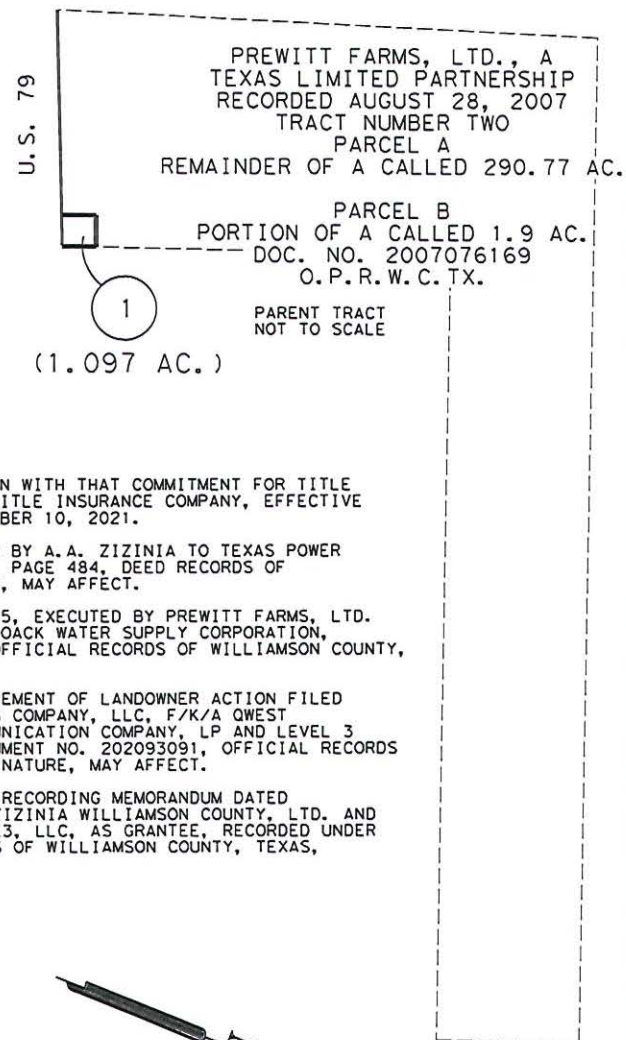 U.S. 79
PREWITT FARMS, LTD., A
TEXAS LIMITED PARTNERSHIP
RECORDED AUGUST 28, 2007
TRACT NUMBER TWO
PARCEL A
REMAINDER OF A CALLED 290.77 AC.
PARCEL B
PORTION OF A CALLED 1.9 AC.
DOC. NO. 2007076169
O.P.R.W.C.TX.
1
PARENT TRACT
NOT TO SCALE
(1.097 AC.)
N WITH THAT COMMITMENT FOR TITLE
ITLE INSURANCE COMPANY, EFFECTIVE
BER 10, 2021.
BY A.A. ZIZINIA TO TEXAS POWER
PAGE 484, DEED RECORDS OF
, MAY AFFECT.
5, EXECUTED BY PREWITT FARMS, LTD.
OACK WATER SUPPLY CORPORATION,
FFICIAL RECORDS OF WILLIAMSON COUNTY,
EMENT OF LANDOWNER ACTION FILED
S COMPANY, LLC, F/K/A QWEST
UNICATION COMPANY, LP AND LEVEL 3
MENT NO. 202093091, OFFICIAL RECORDS
NATURE, MAY AFFECT.
RECORDING MEMORANDUM DATED
ZIZINIA WILLIAMSON COUNTY, LTD. AND
3, LLC, AS GRANTEE, RECORDED UNDER
S OF WILLIAMSON COUNTY, TEXAS,